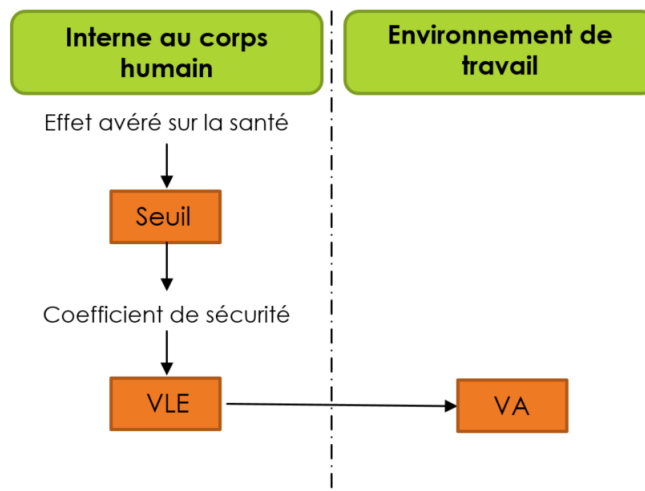 Interne au corps
humain
Environnement de
travail
Effet avéré sur la santé
Seuil
Coefficient de sécurité
VLE
VA